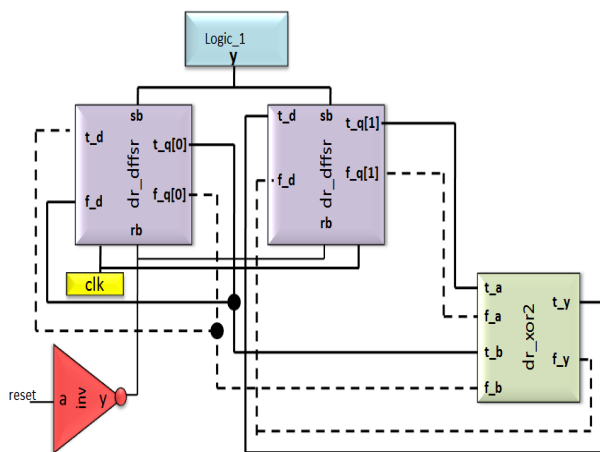 Logic_1
y
t_d
sb
t_q[0]
f_d
f_q[0]
dr_dffsr
rb
t_d
sb
t_q[1]
f_d
f_q[1]
dr_dffsr
rb
clk
t_a
t_y
f_a
t_b
f_y
f_b
dr_xor2
reset
a
inv
y